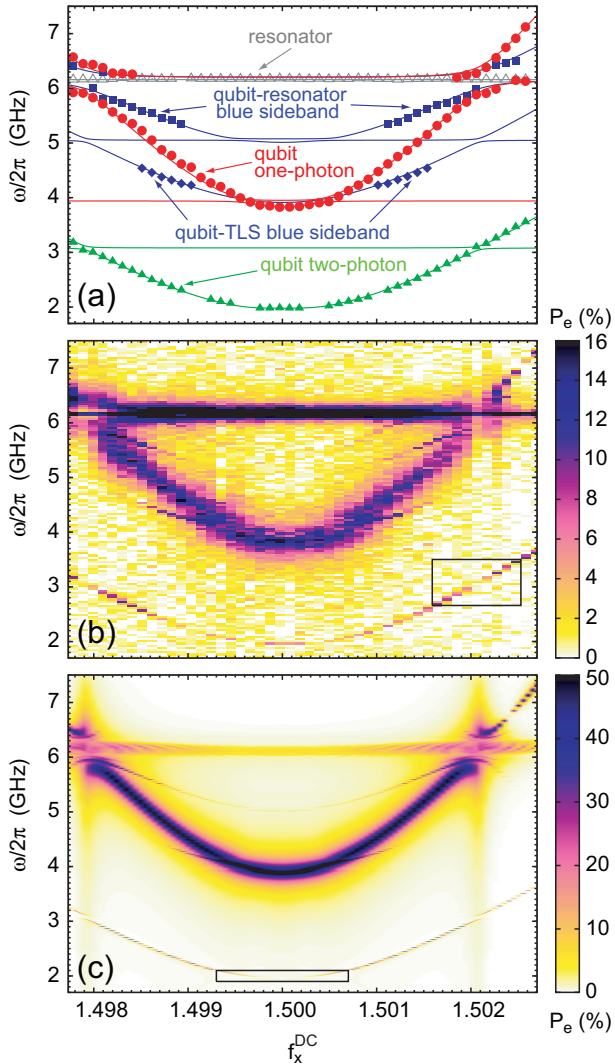 7
resonator
6
qubit-resonator
blue sideband
5
qubit
one-photon
4
qubit-TLS blue sideband
3
qubit two-photon
2
(a)
ω/2π (GHz)
P_e (%)
7
6
5
4
3
2
(b)
ω/2π (GHz)
16
14
12
10
8
6
4
2
0
7
6
5
4
3
2
(c)
ω/2π (GHz)
50
40
30
20
10
0
1.498 1.499 1.500 1.501 1.502
P_e (%)
f_x^DC